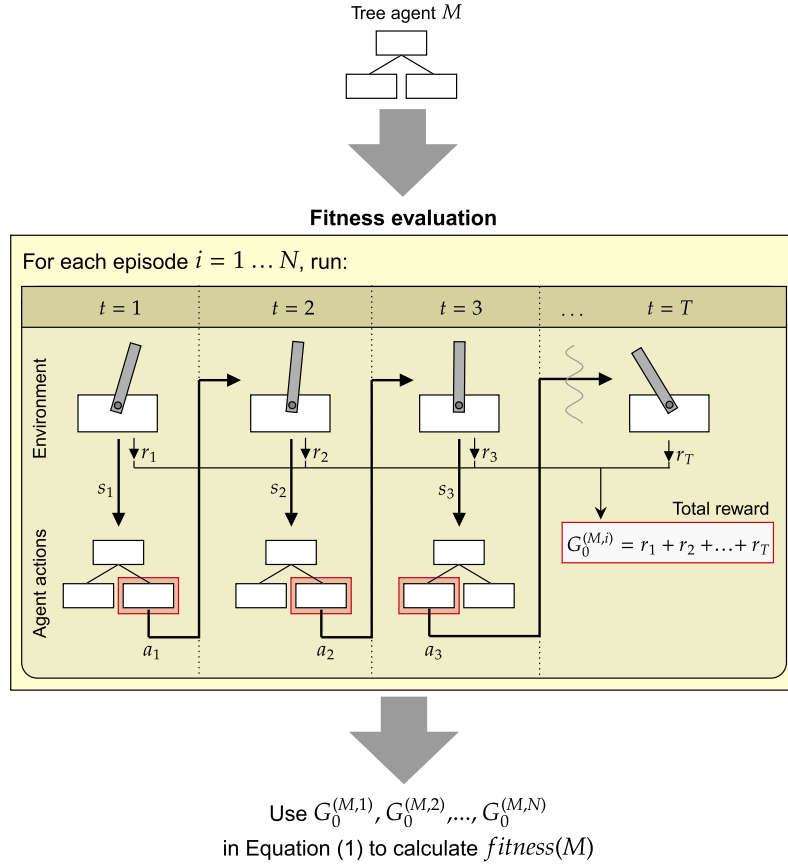 Tree agent M
Fitness evaluation
For each episode i = 1 … N, run:
t = 1 t = 2 t = 3 ... t = T
Environment
r₁ r₂ r₃ r_T
s₁ s₂ s₃
Total reward
G₀^(M,i) = r₁ + r₂ +…+ r_T
Agent actions
a₁ a₂ a₃
Use G₀^(M,1), G₀^(M,2),..., G₀^(M,N)
in Equation (1) to calculate fitness(M)